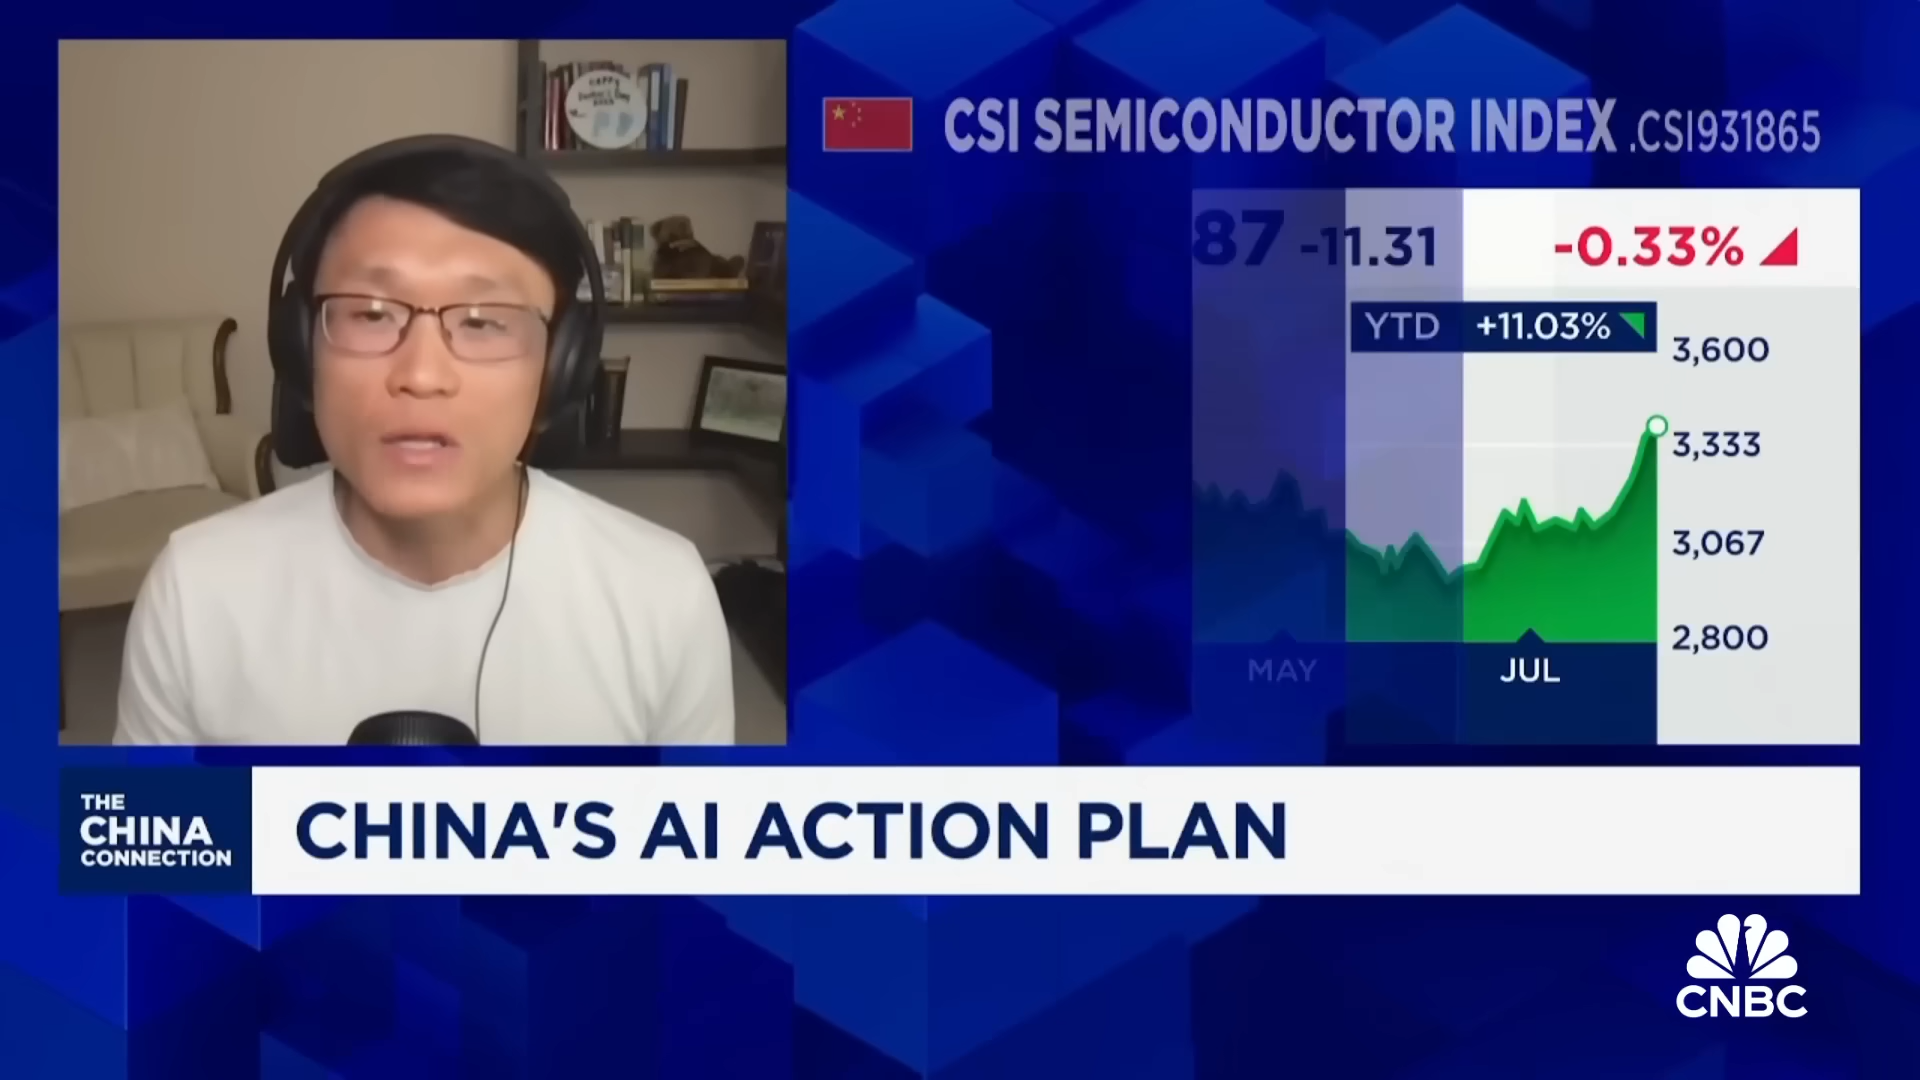 HAPPY
CSI SEMICONDUCTOR INDEX .CSI931865
87 -11.31 -0.33%
YTD +11.03%
3,600
3,333
3,067
2,800
MAY JUL
THE
CHINA
CONNECTION
CHINA'S AI ACTION PLAN
CNBC